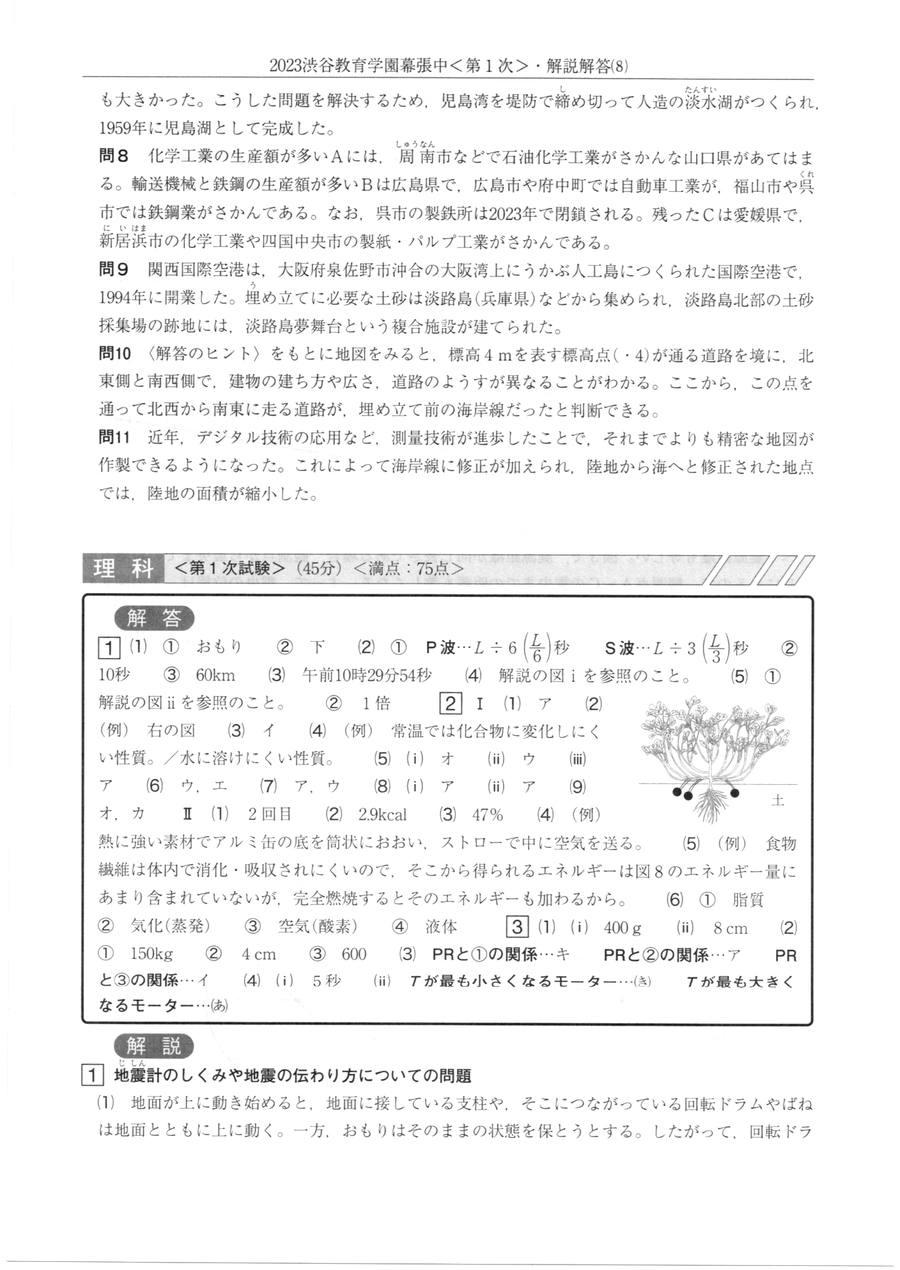 2023渋谷教育学園幕張中＜第１次＞・解説解答(8)
も大きかった。こうした問題を解決するため，児島湾を堤防で締め切って人造の淡水湖がつくられ，
1959年に児島湖として完成した。
問８　化学工業の生産額が多いＡには，周南市などで石油化学工業がさかんな山口県があてはま
る。輸送機械と鉄鋼の生産額が多いＢは広島県で，広島市や府中町では自動車工業が，福山市や呉
市では鉄鋼業がさかんである。なお，呉市の製鉄所は2023年で閉鎖される。残ったＣは愛媛県で，
新居浜市の化学工業や四国中央市の製紙・パルプ工業がさかんである。
問９　関西国際空港は，大阪府泉佐野市沖合の大阪湾上にうかぶ人工島につくられた国際空港で，
1994年に開業した。埋め立てに必要な土砂は淡路島(兵庫県)などから集められ，淡路島北部の土砂
採集場の跡地には，淡路島夢舞台という複合施設が建てられた。
問10　〈解答のヒント〉をもとに地図をみると，標高４ｍを表す標高点(・4)が通る道路を境に，北
東側と南西側で，建物の建ち方や広さ，道路のようすが異なることがわかる。ここから，この点を
通って北西から南東に走る道路が，埋め立て前の海岸線だったと判断できる。
問11　近年，デジタル技術の応用など，測量技術が進歩したことで，それまでよりも精密な地図が
作製できるようになった。これによって海岸線に修正が加えられ，陸地から海へと修正された地点
では，陸地の面積が縮小した。
理科　＜第１次試験＞（45分）＜満点：75点＞
解答
1　(1)　①　おもり　②　下　(2)　①　Ｐ波…L÷6(L/6)秒　Ｓ波…L÷3(L/3)秒　②
10秒　③　60km　(3)　午前10時29分54秒　(4)　解説の図ⅰを参照のこと。　(5)　①
解説の図ⅱを参照のこと。　②　１倍　2　Ⅰ　(1)　ア　(2)
（例）　右の図　(3)　イ　(4)　（例）　常温では化合物に変化しにく
い性質。／水に溶けにくい性質。　(5)　(ⅰ)　オ　(ⅱ)　ウ　(ⅲ)
ア　(6)　ウ，エ　(7)　ア，ウ　(8)　(ⅰ)　ア　(ⅱ)　ア　(9)
オ，カ　Ⅱ　(1)　２回目　(2)　2.9kcal　(3)　47％　(4)　（例）
土
熱に強い素材でアルミ缶の底を筒状におおい，ストローで中に空気を送る。　(5)　（例）　食物
繊維は体内で消化・吸収されにくいので，そこから得られるエネルギーは図８のエネルギー量に
あまり含まれていないが，完全燃焼するとそのエネルギーも加わるから。　(6)　①　脂質
②　気化(蒸発)　③　空気(酸素)　④　液体　3　(1)　(ⅰ)　400ｇ　(ⅱ)　８cm　(2)
①　150kg　②　４cm　③　600　(3)　PRと①の関係…キ　PRと②の関係…ア　PR
と③の関係…イ　(4)　(ⅰ)　５秒　(ⅱ)　Tが最も小さくなるモーター…(き)　Tが最も大きく
なるモーター…(あ)
解説
1　地震計のしくみや地震の伝わり方についての問題
(1)　地面が上に動き始めると，地面に接している支柱や，そこにつながっている回転ドラムやばね
は地面とともに上に動く。一方，おもりはそのままの状態を保とうとする。したがって，回転ドラ